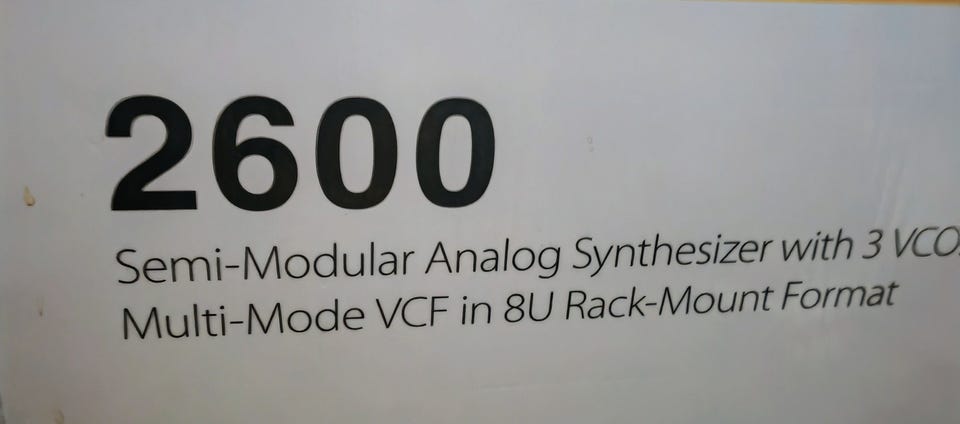 2600
Semi-Modular Analog Synthesizer with 3 VCO
Multi-Mode VCF in 8U Rack-Mount Format